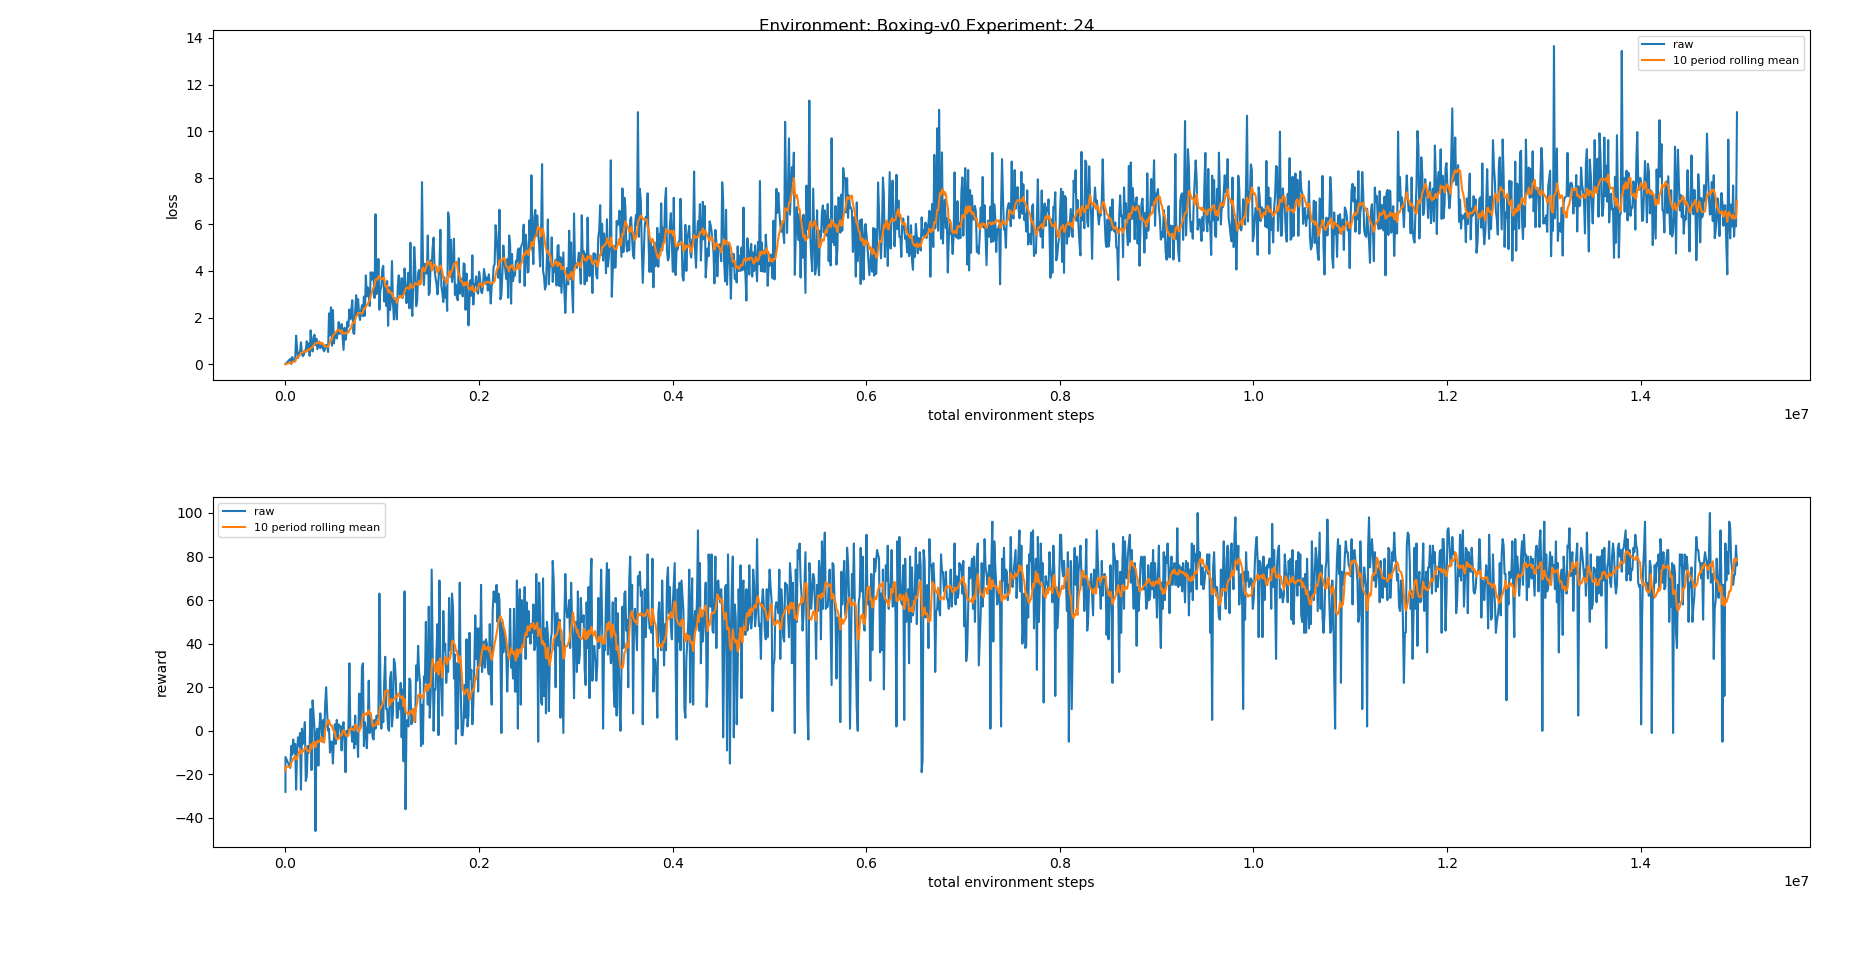 Environment: Boxing-v0 Experiment: 24
14
12
10
8
6
4
2
0
loss
raw
10 period rolling mean
0.0 0.2 0.4 0.6 0.8 1.0 1.2 1.4
total environment steps
1e7
100
80
60
40
20
0
−20
−40
reward
raw
10 period rolling mean
0.0 0.2 0.4 0.6 0.8 1.0 1.2 1.4
total environment steps
1e7